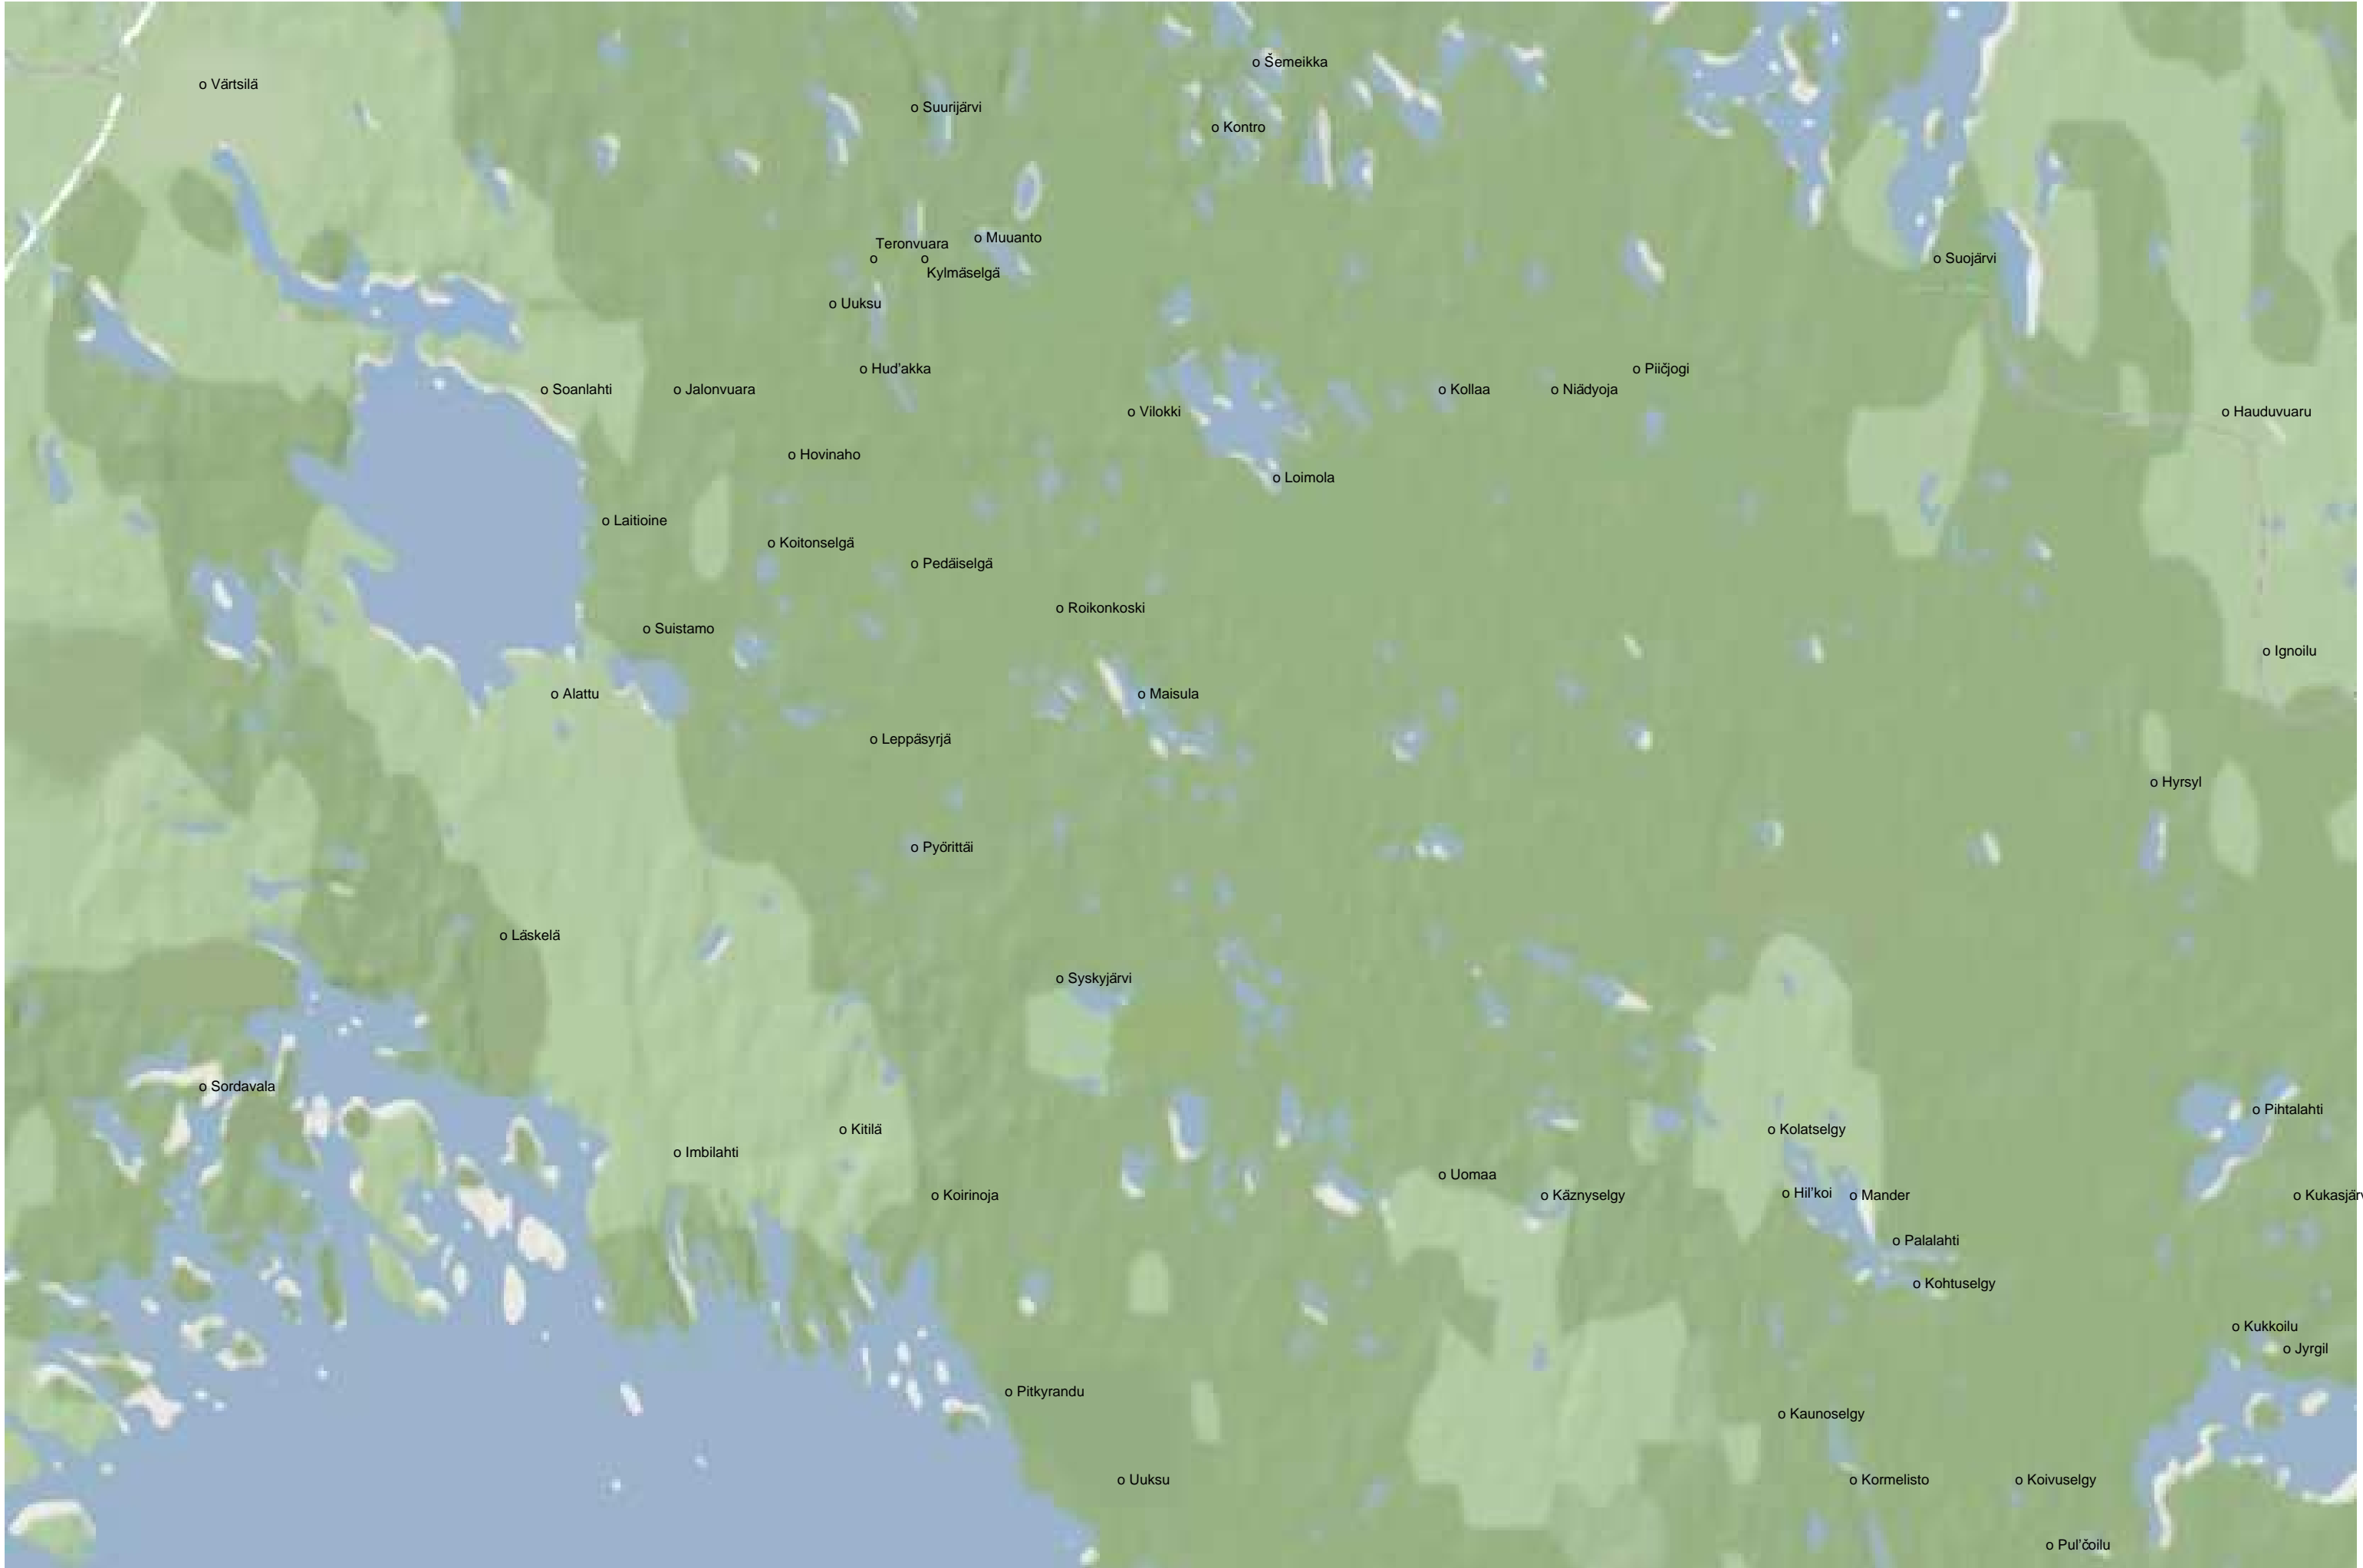 o Šemeikka
o Värtsilä
o Suurijärvi
o Kontro
o Muuanto
Teronvuara
o o
Kylmäselgä
o Suojärvi
o Uuksu
o Hud'akka
o Piičjogi
o Soanlahti
o Jalonvuara
o Kollaa
o Niädyoja
o Vilokki
o Hauduvuaru
o Hovinaho
o Loimola
o Laitioine
o Koitonselgä
o Pedäiselgä
o Roikonkoski
o Suistamo
o Ignoilu
o Alattu
o Maisula
o Leppäsyrjä
o Hyrsyl
o Pyörittäi
o Läskelä
o Syskyjärvi
o Sordavala
o Pihtalahti
o Kitilä
o Kolatselgy
o Imbilahti
o Uomaa
o Koirinoja
o Käznyselgy
o Hil'koi
o Mander
o Kukasjärv
o Palalahti
o Kohtuselgy
o Kukkoilu
o Jyrgil
o Pitkyrandu
o Kaunoselgy
o Uuksu
o Kormelisto
o Koivuselgy
o Pul'čoilu